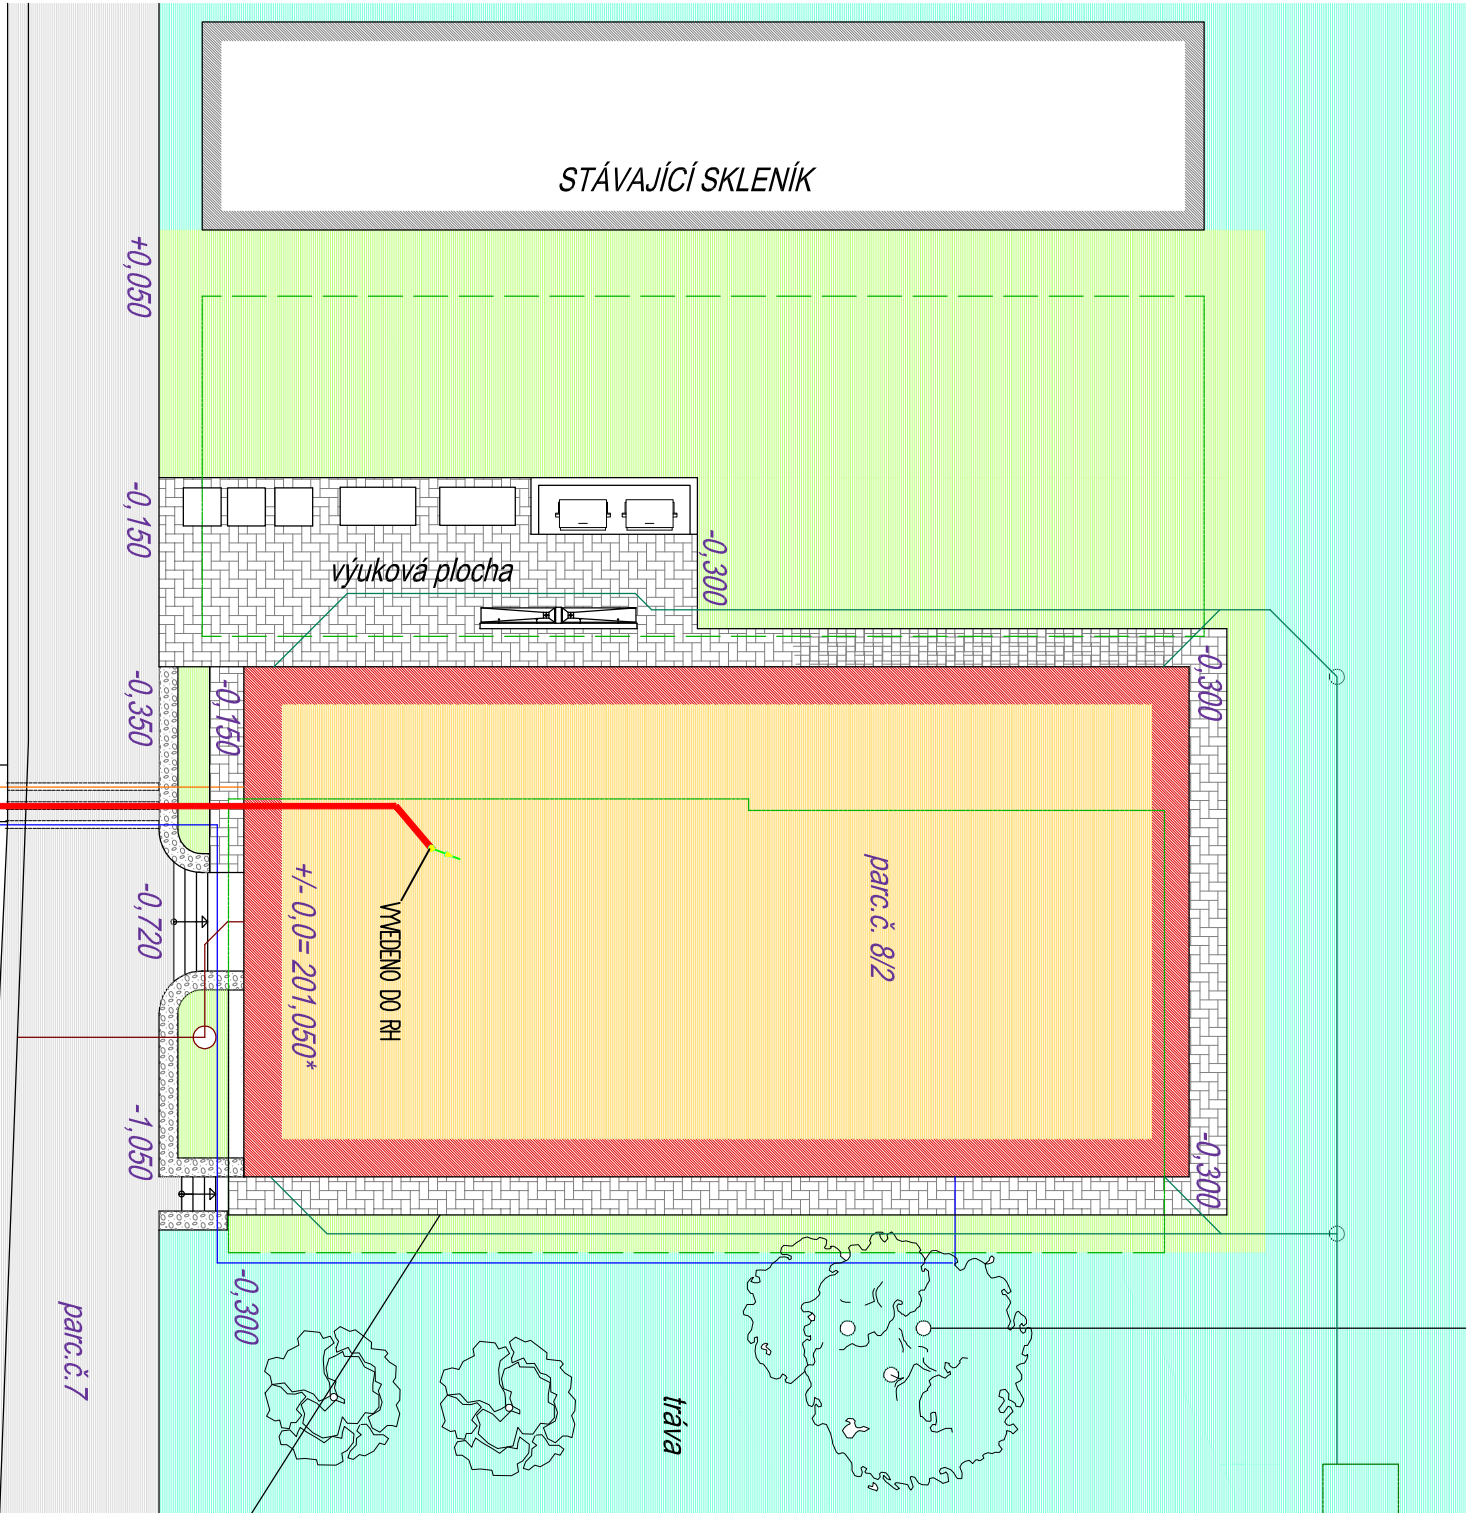 STÁVAJÍCÍ SKLENÍK
+0,050
-0,150
výuková plocha
-0,300
-0,350
-0,150
-0,300
-0,720
+/- 0,0= 201,050*
VYVEDENO DO RH
parc.č. 8/2
-1,050
-0,300
-0,300
parc.č.7
tráva